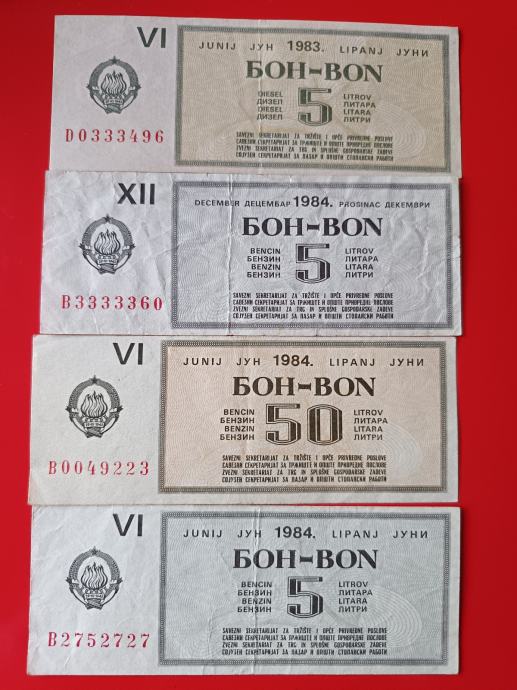 VI
JUNIJ ЈУН 1983. LIPANJ ЈУНИ
БОН-BON
DIESEL
ДИЗЕЛ
DIESEL
ДИЗЕЛ
5
LITROV
ЛИТАРА
LITARA
ЛИТРИ
D0333496
SAVEZNI SEKRETARIJAT ZA TRŽIŠTE I OPĆE PRIVREDNE POSLOVE
САВЕЗНИ СЕКРЕТАРИЈАТ ЗА ТРЖИШТЕ И ОПШТЕ ПРИВРЕДНЕ ПОСЛОВЕ
ZVEZNI SEKRETARIAT ZA TRG IN SPLOŠNE GOSPODARSKE ZADEVE
СОЈУЗЕН СЕКРЕТАРИЈАТ ЗА ПАЗАР И ОПШТИ СТОПАНСКИ РАБОТИ
XII
DECEMBER ДЕЦЕМБАР 1984. PROSINAC ДЕКЕМВРИ
БОН-BON
BENCIN
БЕНЗИН
BENZIN
БЕНЗИН
5
LITROV
ЛИТАРА
LITARA
ЛИТРИ
B3333360
SAVEZNI SEKRETARIJAT ZA TRŽIŠTE I OPĆE PRIVREDNE POSLOVE
САВЕЗНИ СЕКРЕТАРИЈАТ ЗА ТРЖИШТЕ И ОПШТЕ ПРИВРЕДНЕ ПОСЛОВЕ
ZVEZNI SEKRETARIAT ZA TRG IN SPLOŠNE GOSPODARSKE ZADEVE
СОЈУЗЕН СЕКРЕТАРИЈАТ ЗА ПАЗАР И ОПШТИ СТОПАНСКИ РАБОТИ
VI
JUNIJ ЈУН 1984. LIPANJ ЈУНИ
БОН-BON
BENCIN
БЕНЗИН
BENZIN
БЕНЗИН
50
LITROV
ЛИТАРА
LITARA
ЛИТРИ
B0049223
SAVEZNI SEKRETARIJAT ZA TRŽIŠTE I OPĆE PRIVREDNE POSLOVE
САВЕЗНИ СЕКРЕТАРИЈАТ ЗА ТРЖИШТЕ И ОПШТЕ ПРИВРЕДНЕ ПОСЛОВЕ
ZVEZNI SEKRETARIAT ZA TRG IN SPLOŠNE GOSPODARSKE ZADEVE
СОЈУЗЕН СЕКРЕТАРИЈАТ ЗА ПАЗАР И ОПШТИ СТОПАНСКИ РАБОТИ
VI
JUNIJ ЈУН 1984. LIPANJ ЈУНИ
БОН-BON
BENCIN
БЕНЗИН
BENZIN
БЕНЗИН
5
LITROV
ЛИТАРА
LITARA
ЛИТРИ
B2752727
SAVEZNI SEKRETARIJAT ZA TRŽIŠTE I OPĆE PRIVREDNE POSLOVE
САВЕЗНИ СЕКРЕТАРИЈАТ ЗА ТРЖИШТЕ И ОПШТЕ ПРИВРЕДНЕ ПОСЛОВЕ
ZVEZNI SEKRETARIAT ZA TRG IN SPLOŠNE GOSPODARSKE ZADEVE
СОЈУЗЕН СЕКРЕТАРИЈАТ ЗА ПАЗАР И ОПШТИ СТОПАНСКИ РАБОТИ